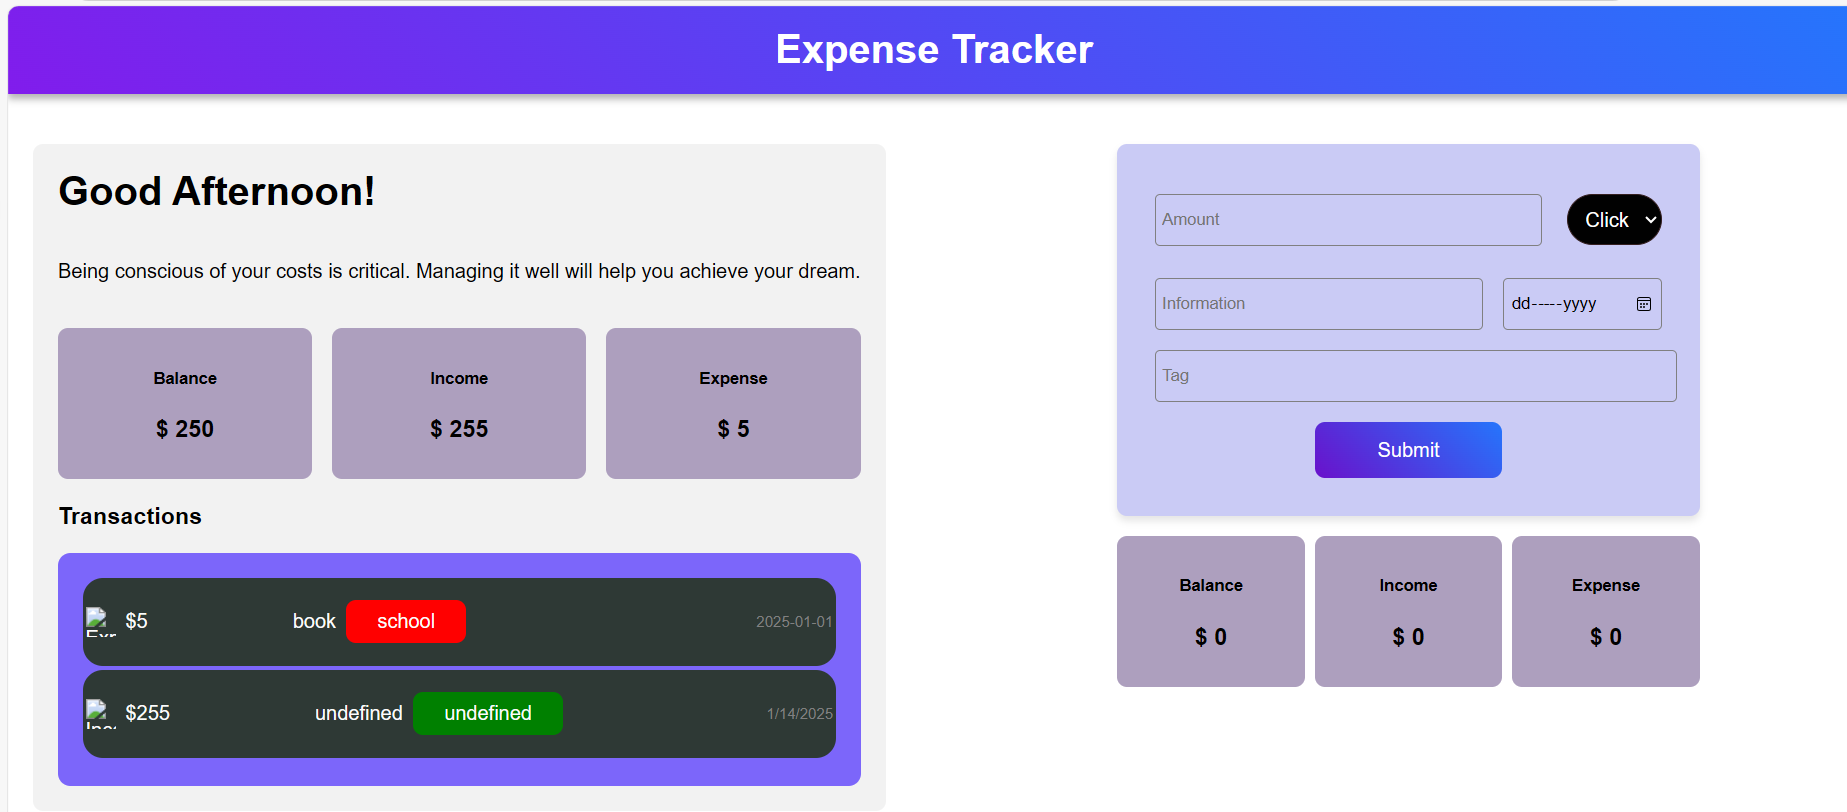 Expense Tracker
Good Afternoon!
Being conscious of your costs is critical. Managing it well will help you achieve your dream.
Balance
$ 250
Income
$ 255
Expense
$ 5
Transactions
$5 book school 2025-01-01
$255 undefined undefined 1/14/2025
Amount Click
Information dd-----yyyy
Tag
Submit
Balance
$ 0
Income
$ 0
Expense
$ 0